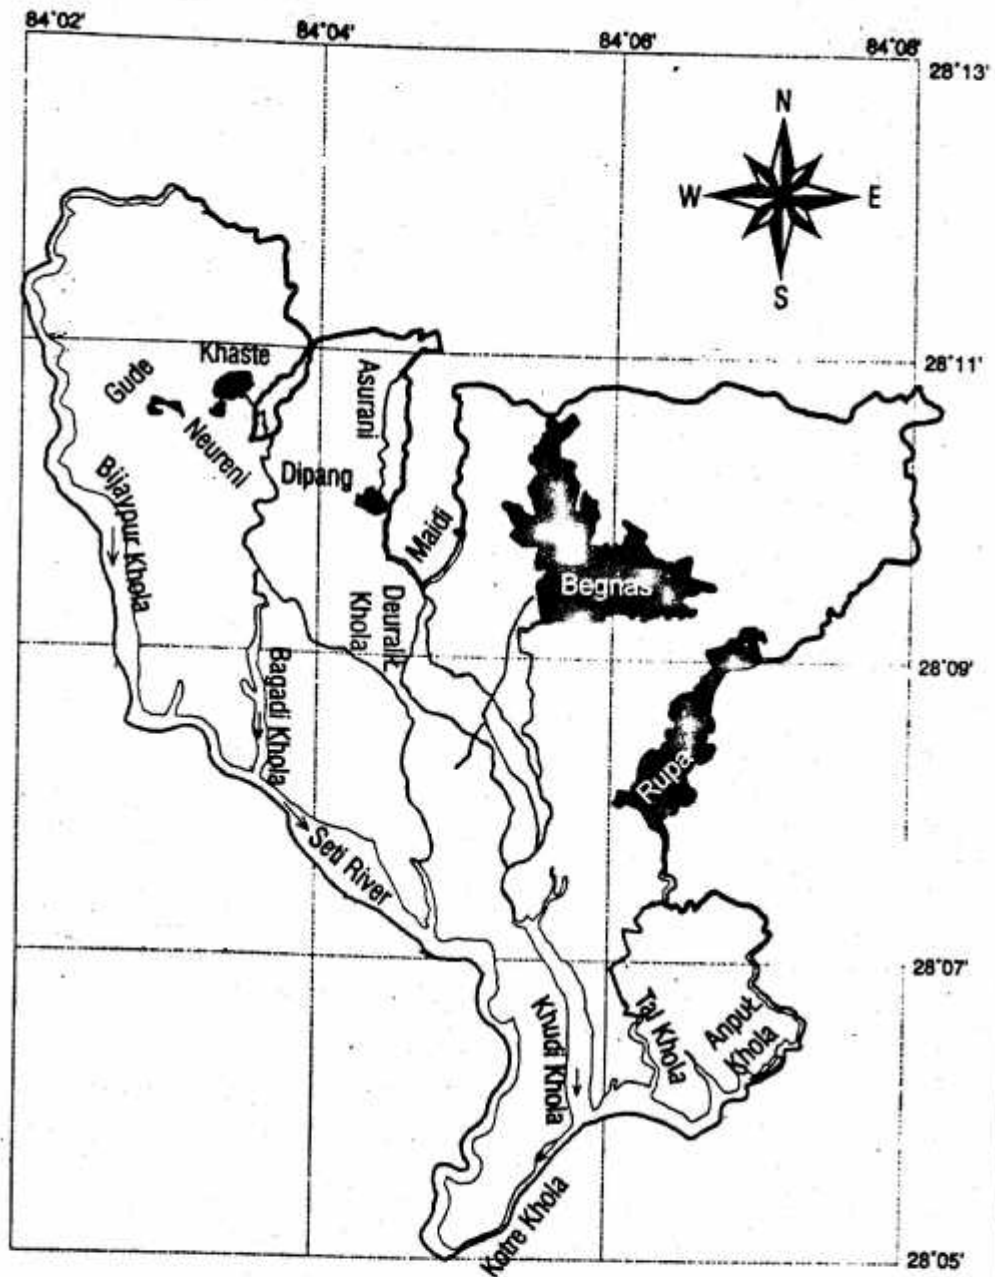 84°02'
84°04'
84°06'
84°08'
28°13'
N
W
E
S
28°11'
Khaste
Gude
Asurani
Neureni
Dipang
Bijaypur Khola
Maidi
Begnas
Deurali
Khola
28°09'
Bagadi Khola
Rupa
Seti River
28°07'
Tal Khola
Anput
Khola
Khudi Khola
Kotre Khola
28°05'